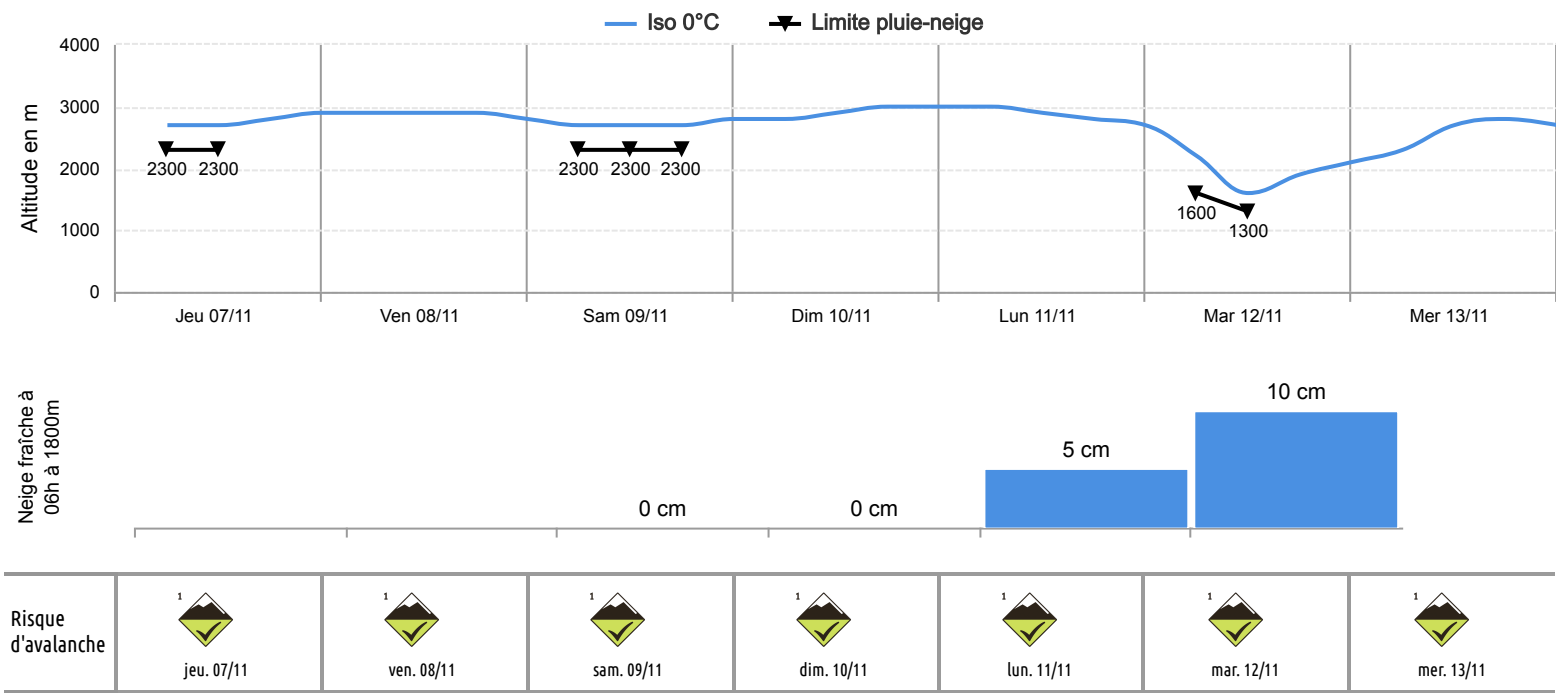 Iso 0°C Limite pluie-neige
Altitude en m
4000
3000
2000
1000
0
2300 2300 2300 2300 2300 1600 1300
Jeu 07/11 Ven 08/11 Sam 09/11 Dim 10/11 Lun 11/11 Mar 12/11 Mer 13/11
Neige fraîche à
06h à 1800m
0 cm 0 cm 5 cm 10 cm
Risque
d'avalanche
1 1 1 1 1 1 1
jeu. 07/11 ven. 08/11 sam. 09/11 dim. 10/11 lun. 11/11 mar. 12/11 mer. 13/11